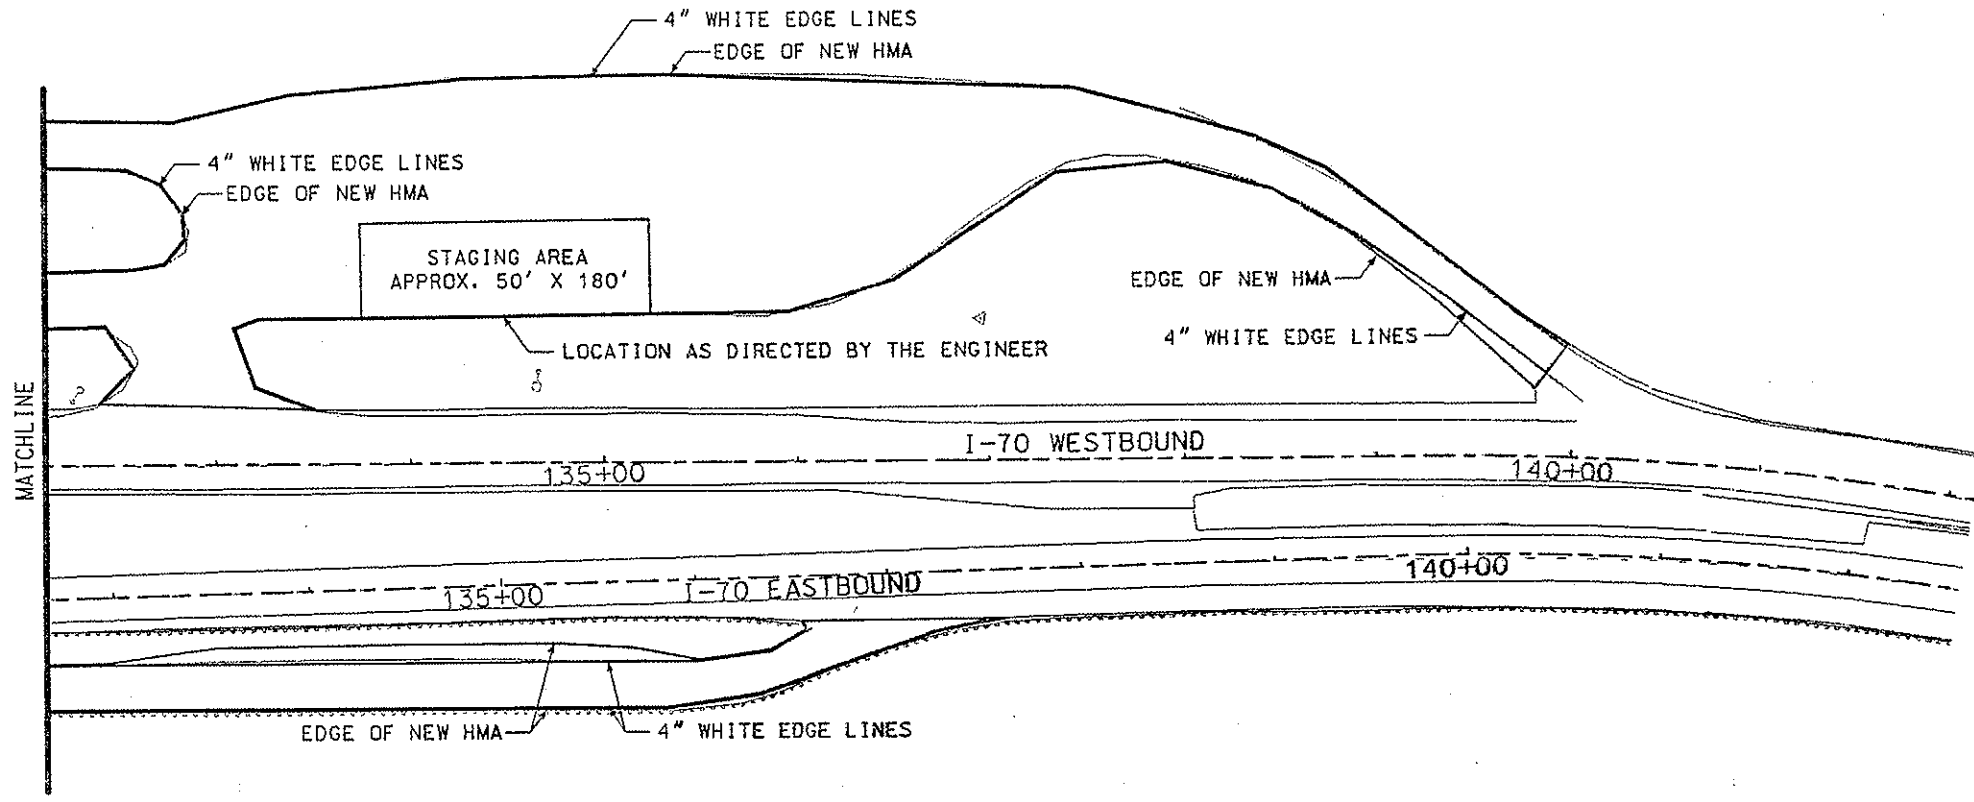 4" WHITE EDGE LINES
EDGE OF NEW HMA
4" WHITE EDGE LINES
EDGE OF NEW HMA
STAGING AREA
APPROX. 50' X 180'
EDGE OF NEW HMA
4" WHITE EDGE LINES
LOCATION AS DIRECTED BY THE ENGINEER
MATCHLINE
I-70 WESTBOUND
135+00
140+00
140+00
135+00
I-70 EASTBOUND
EDGE OF NEW HMA
4" WHITE EDGE LINES